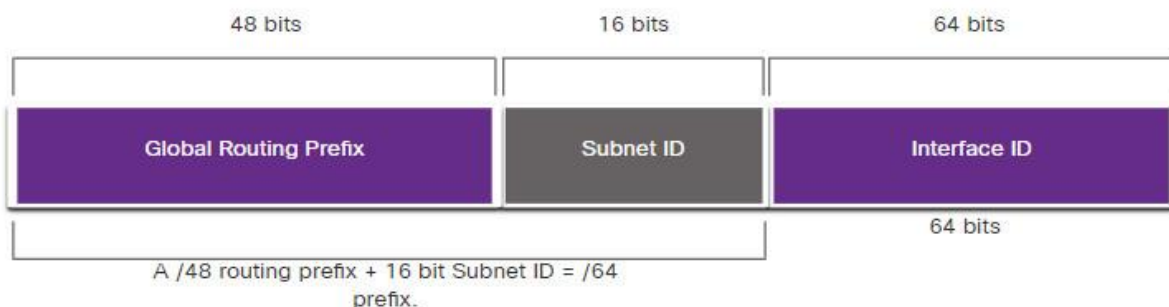 48 bits 16 bits 64 bits
Global Routing Prefix Subnet ID Interface ID
64 bits
A /48 routing prefix + 16 bit Subnet ID = /64
prefix.